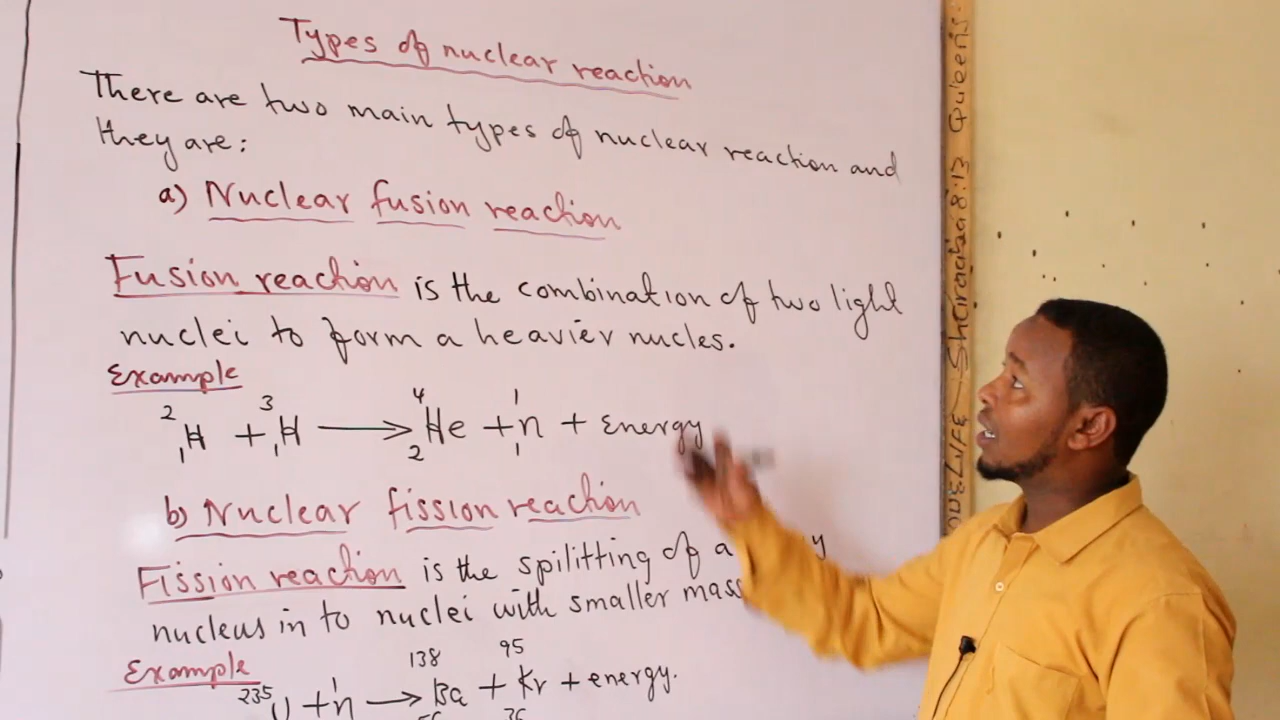 Types of nuclear reaction
There are two main types of nuclear reaction and
they are:
a) Nuclear fusion reaction
Fusion reaction is the combination of two light
nuclei to form a heavier nucles.
Example
²₁H + ³₁H ⟶ ⁴₂He + ¹₁n + Energy
b) Nuclear fission reaction
Fission reaction is the spilitting of a
nucleus in to nuclei with smaller mass
Example
²³⁵U + ¹n → ¹³⁸Ba + ⁹⁵Kr + energy.